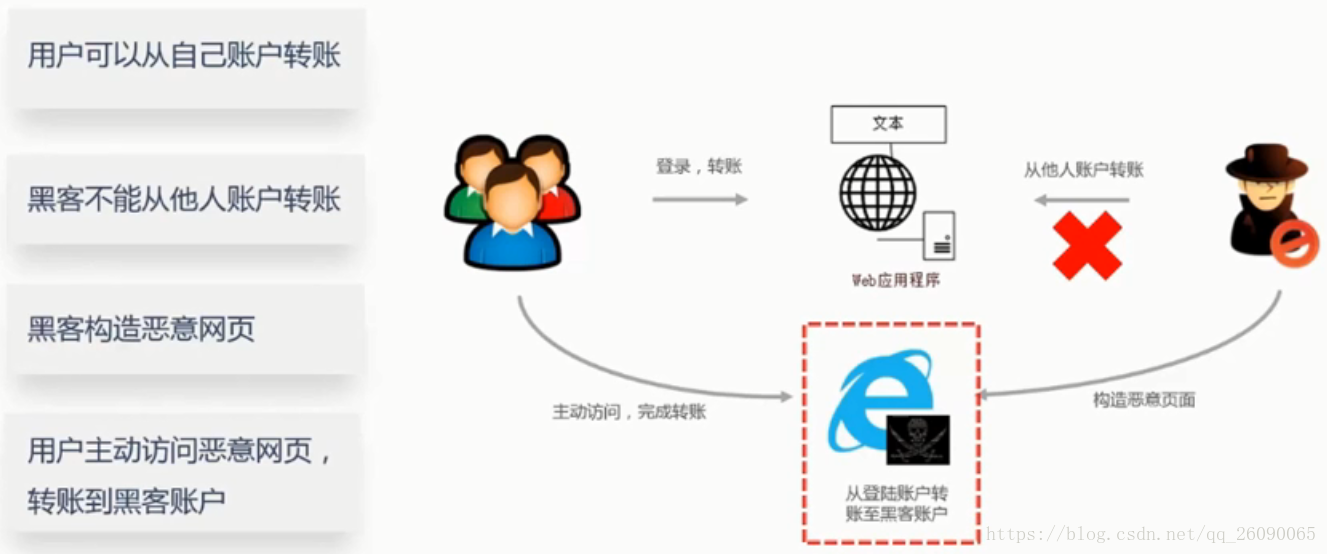 用户可以从自己账户转账
黑客不能从他人账户转账
黑客构造恶意网页
用户主动访问恶意网页，
转账到黑客账户
登录，转账
文本
Web应用程序
从他人账户转账
主动访问，完成转账
构造恶意页面
从登陆账户转
账至黑客账户
https://blog.csdn.net/qq_26090065